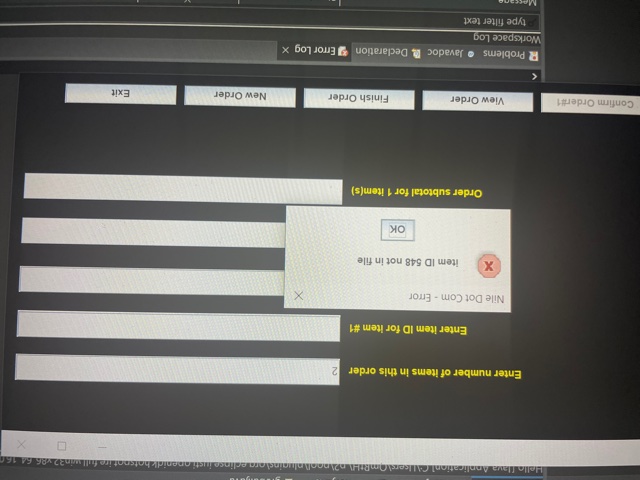 Hello [Java Application] C:\Users\OmRtH\.p2\pool\plugins\org.eclipse.justj.openjdk.hotspot.jre.full.win32.x86_64_16.0
Enter number of items in this order 2
Enter item ID for item #1
Nile Dot Com - Error
item ID 548 not in file
OK
Order subtotal for 1 item(s)
Confirm Order#1 View Order Finish Order New Order Exit
Problems Javadoc Declaration Error Log
Workspace Log
type filter text
Message